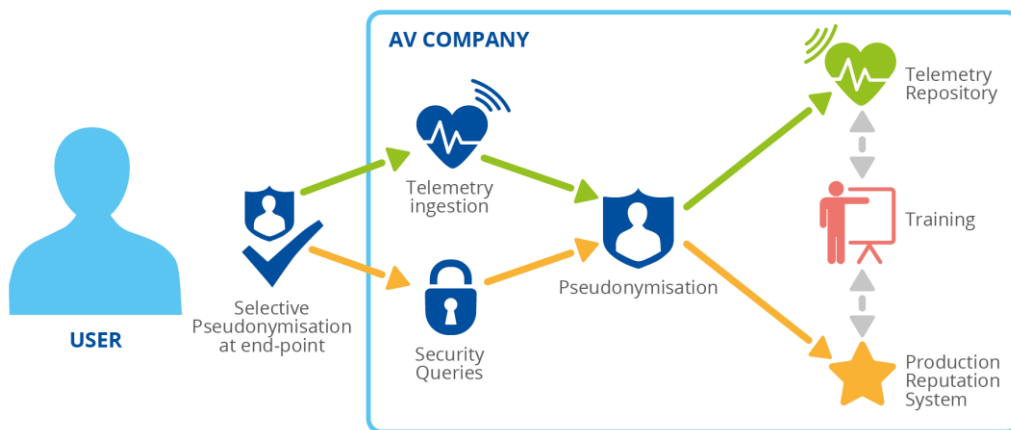 AV COMPANY
Telemetry
Repository
Telemetry
ingestion
Training
Pseudonymisation
Selective
Pseudonymisation
at end-point
USER
Security
Queries
Production
Reputation
System